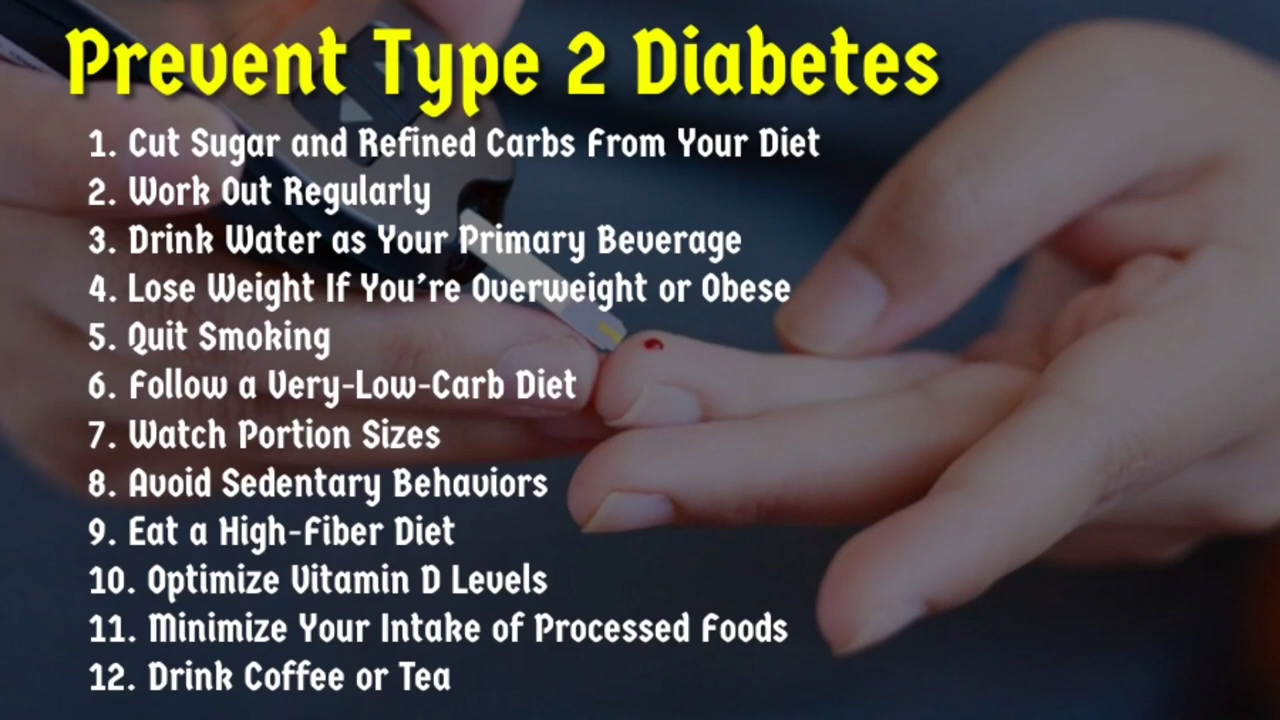 Prevent Type 2 Diabetes
1. Cut Sugar and Refined Carbs From Your Diet
2. Work Out Regularly
3. Drink Water as Your Primary Beverage
4. Lose Weight If You’re Overweight or Obese
5. Quit Smoking
6. Follow a Very-Low-Carb Diet
7. Watch Portion Sizes
8. Avoid Sedentary Behaviors
9. Eat a High-Fiber Diet
10. Optimize Vitamin D Levels
11. Minimize Your Intake of Processed Foods
12. Drink Coffee or Tea